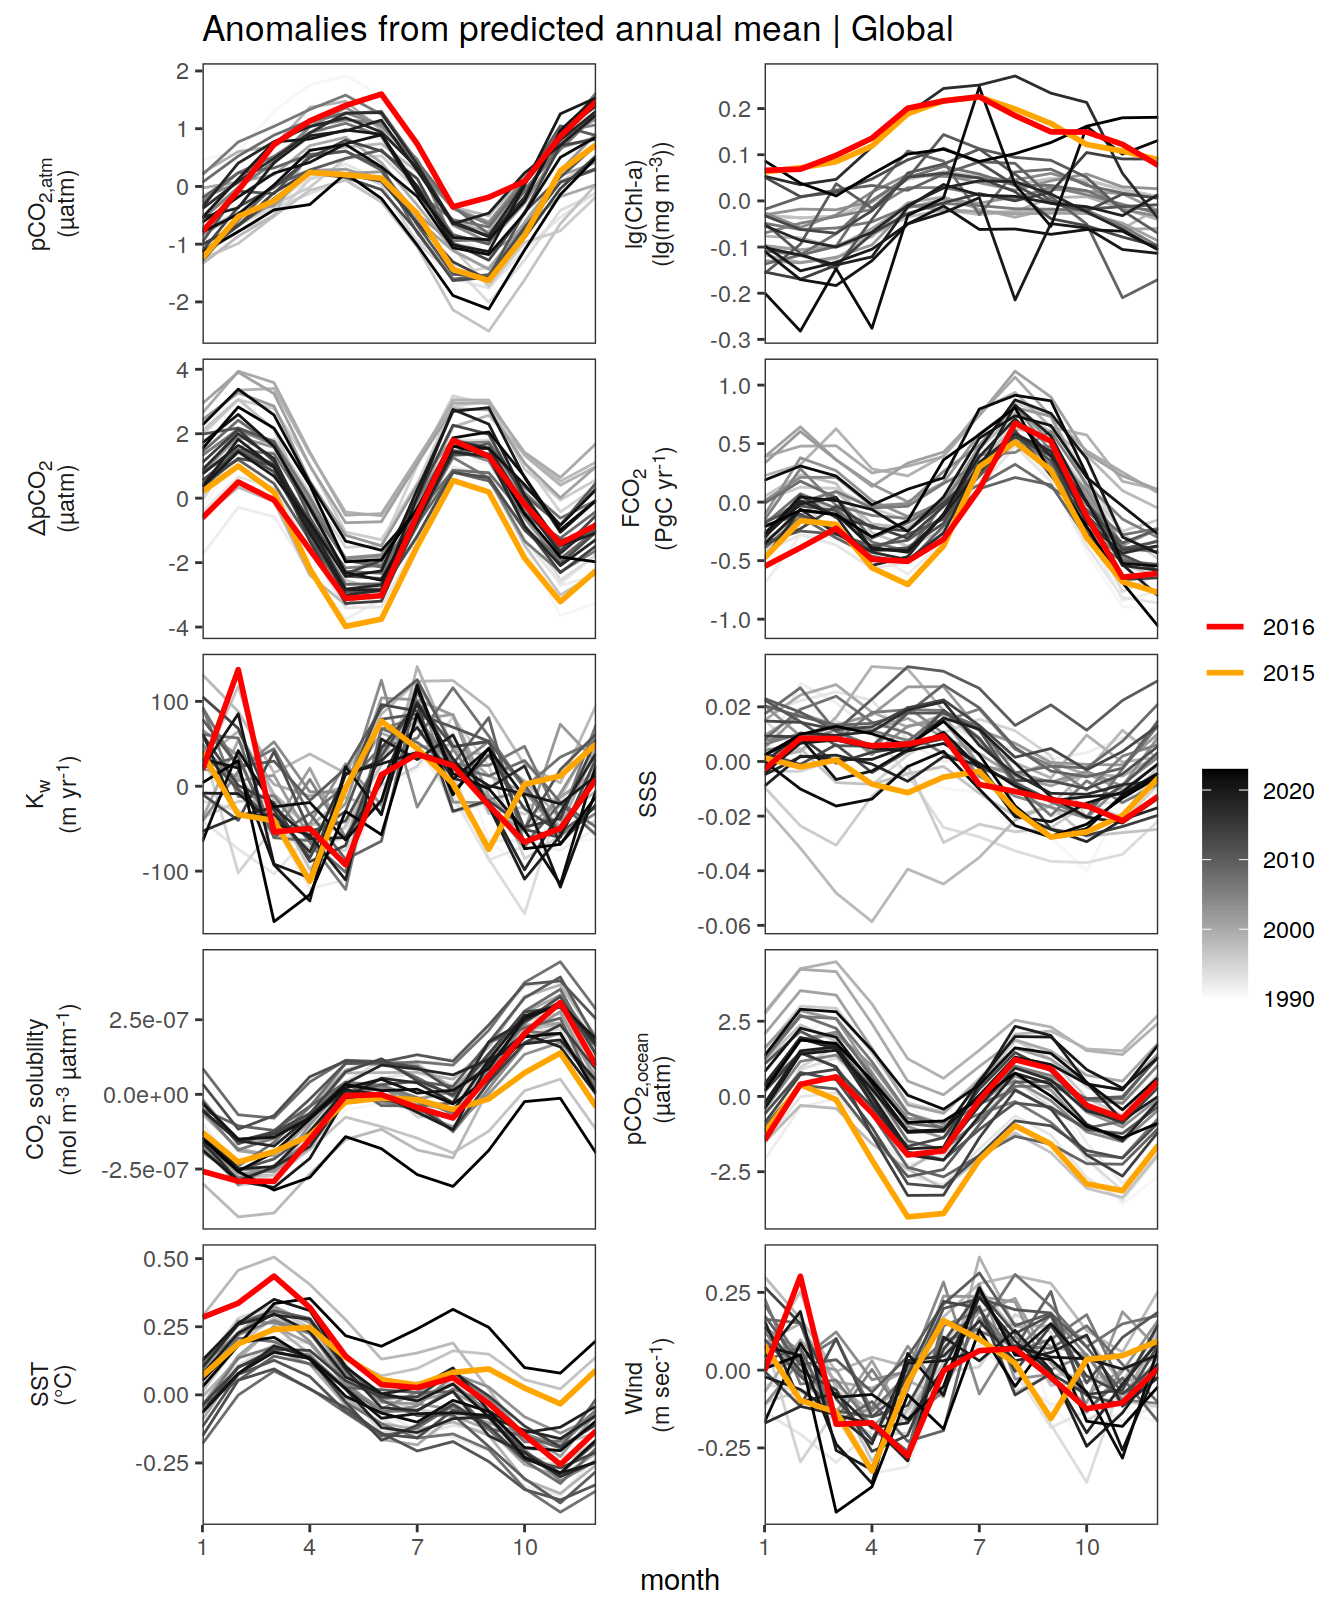 Anomalies from predicted annual mean | Global
pCO2,atm
(µatm)
2
1
0
-1
-2
lg(Chl-a)
(lg(mg m-3))
0.2
0.1
0.0
-0.1
-0.2
-0.3
ΔpCO2
(µatm)
4
2
0
-2
-4
FCO2
(PgC yr-1)
1.0
0.5
0.0
-0.5
-1.0
Kw
(m yr-1)
100
0
-100
SSS
0.02
0.00
-0.02
-0.04
-0.06
CO2 solubility
(mol m-3 µatm-1)
2.5e-07
0.0e+00
-2.5e-07
pCO2,ocean
(µatm)
2.5
0.0
-2.5
SST
(°C)
0.50
0.25
0.00
-0.25
Wind
(m sec-1)
0.25
0.00
-0.25
1 4 7 10
1 4 7 10
month
2016
2015
2020
2010
2000
1990